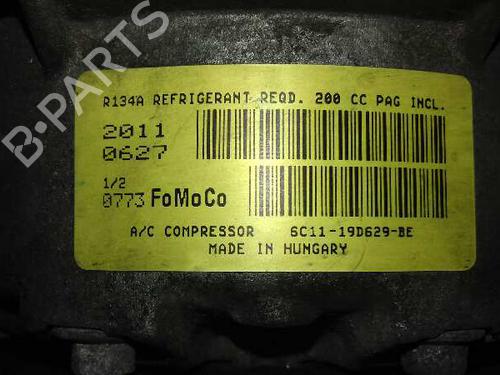 B-PARTS
R134A REFRIGERANT REQD. 200 CC PAG INCL.
2011
0627
1/2
0773 FoMoCo
A/C COMPRESSOR 6C11-19D629-BE
MADE IN HUNGARY